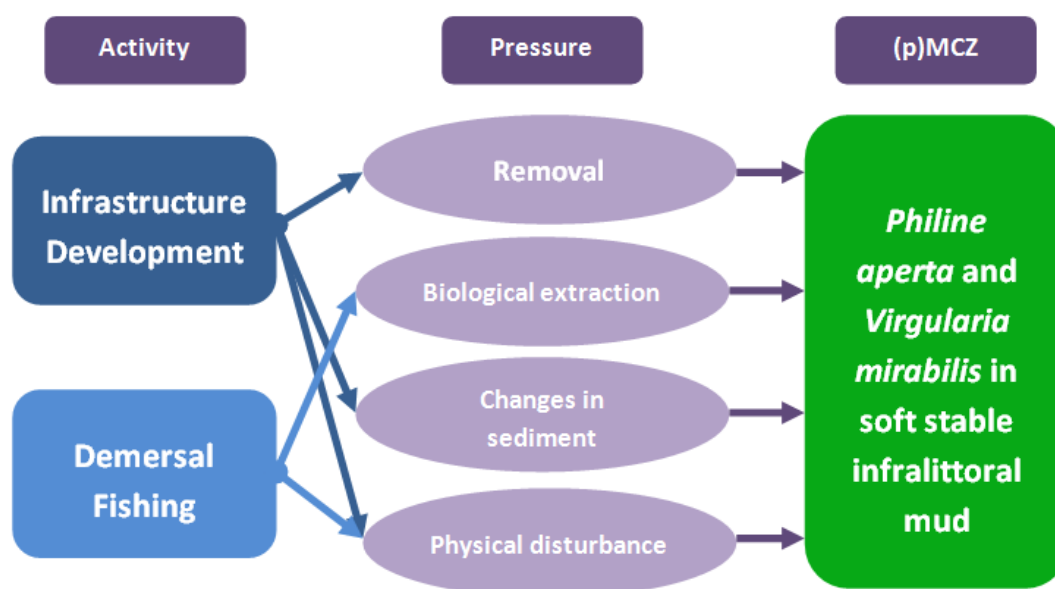 Activity
Pressure
(p)MCZ
Infrastructure
Development
Demersal
Fishing
Removal
Biological extraction
Changes in
sediment
Physical disturbance
Philine
aperta and
Virgularia
mirabilis in
soft stable
infralittoral
mud